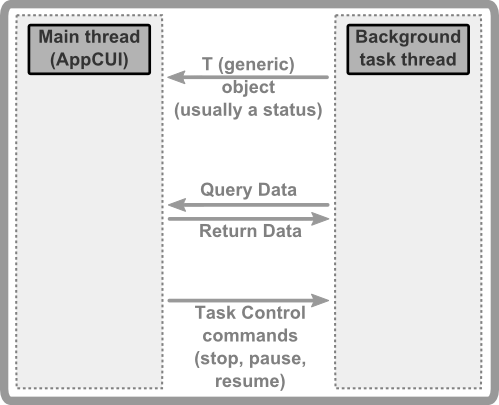 Main thread
(AppCUI)
Background
task thread
T (generic)
object
(usually a status)
Query Data
Return Data
Task Control
commands
(stop, pause,
resume)